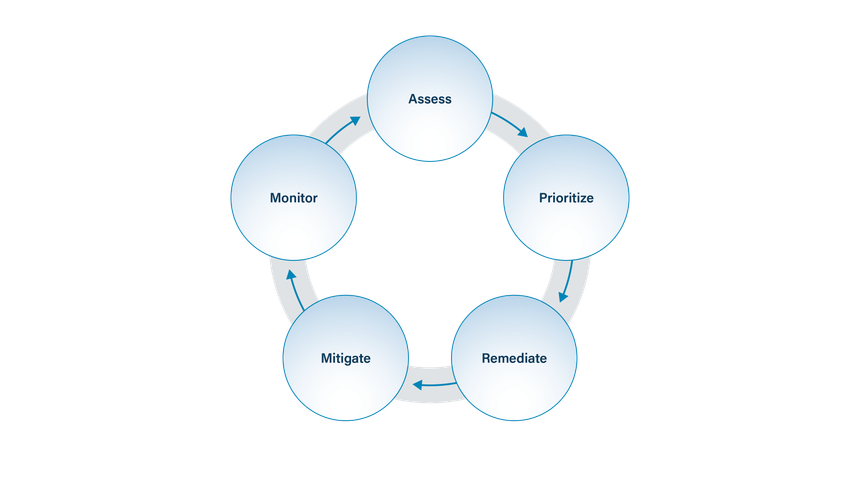 Assess
Prioritize
Remediate
Mitigate
Monitor